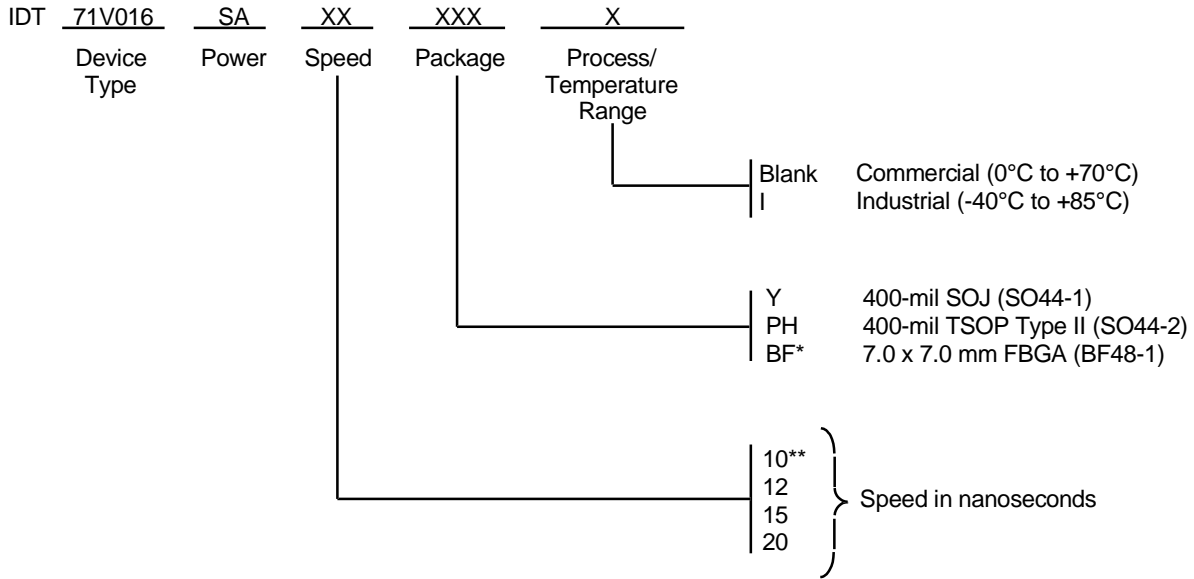 IDT 71V016 SA XX XXX X
Device Type Power Speed Package Process/ Temperature Range
Blank Commercial (0°C to +70°C)
I Industrial (-40°C to +85°C)
Y 400-mil SOJ (SO44-1)
PH 400-mil TSOP Type II (SO44-2)
BF* 7.0 x 7.0 mm FBGA (BF48-1)
10**
12
15
20
Speed in nanoseconds